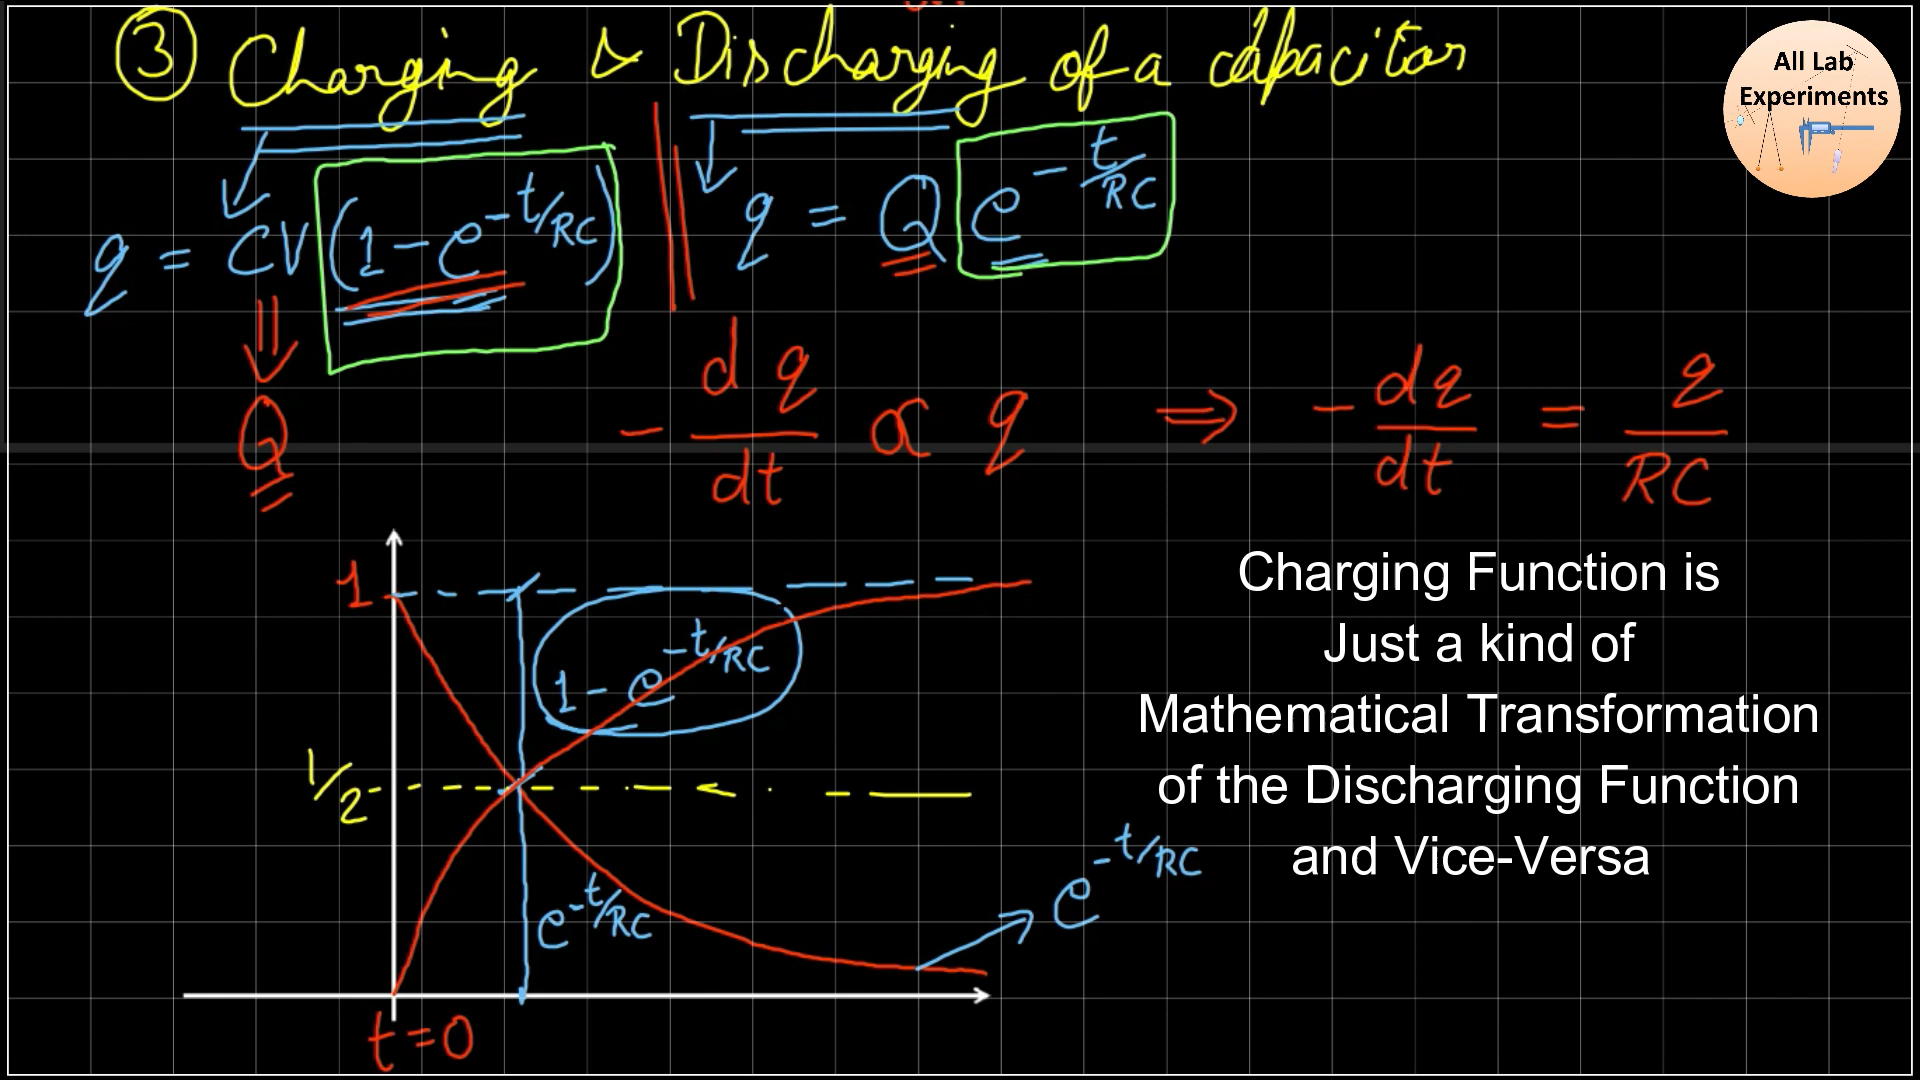 ③ Charging & Discharging of a capacitor
All Lab
Experiments
q = CV(1 - e^-t/RC)
q = Q e^-t/RC
Q
- dq/dt ∝ q ⇒ - dq/dt = q/RC
Charging Function is
Just a kind of
Mathematical Transformation
of the Discharging Function
and Vice-Versa
1
1 - e^-t/RC
1/2
e^-t/RC
e^-t/RC
t = 0